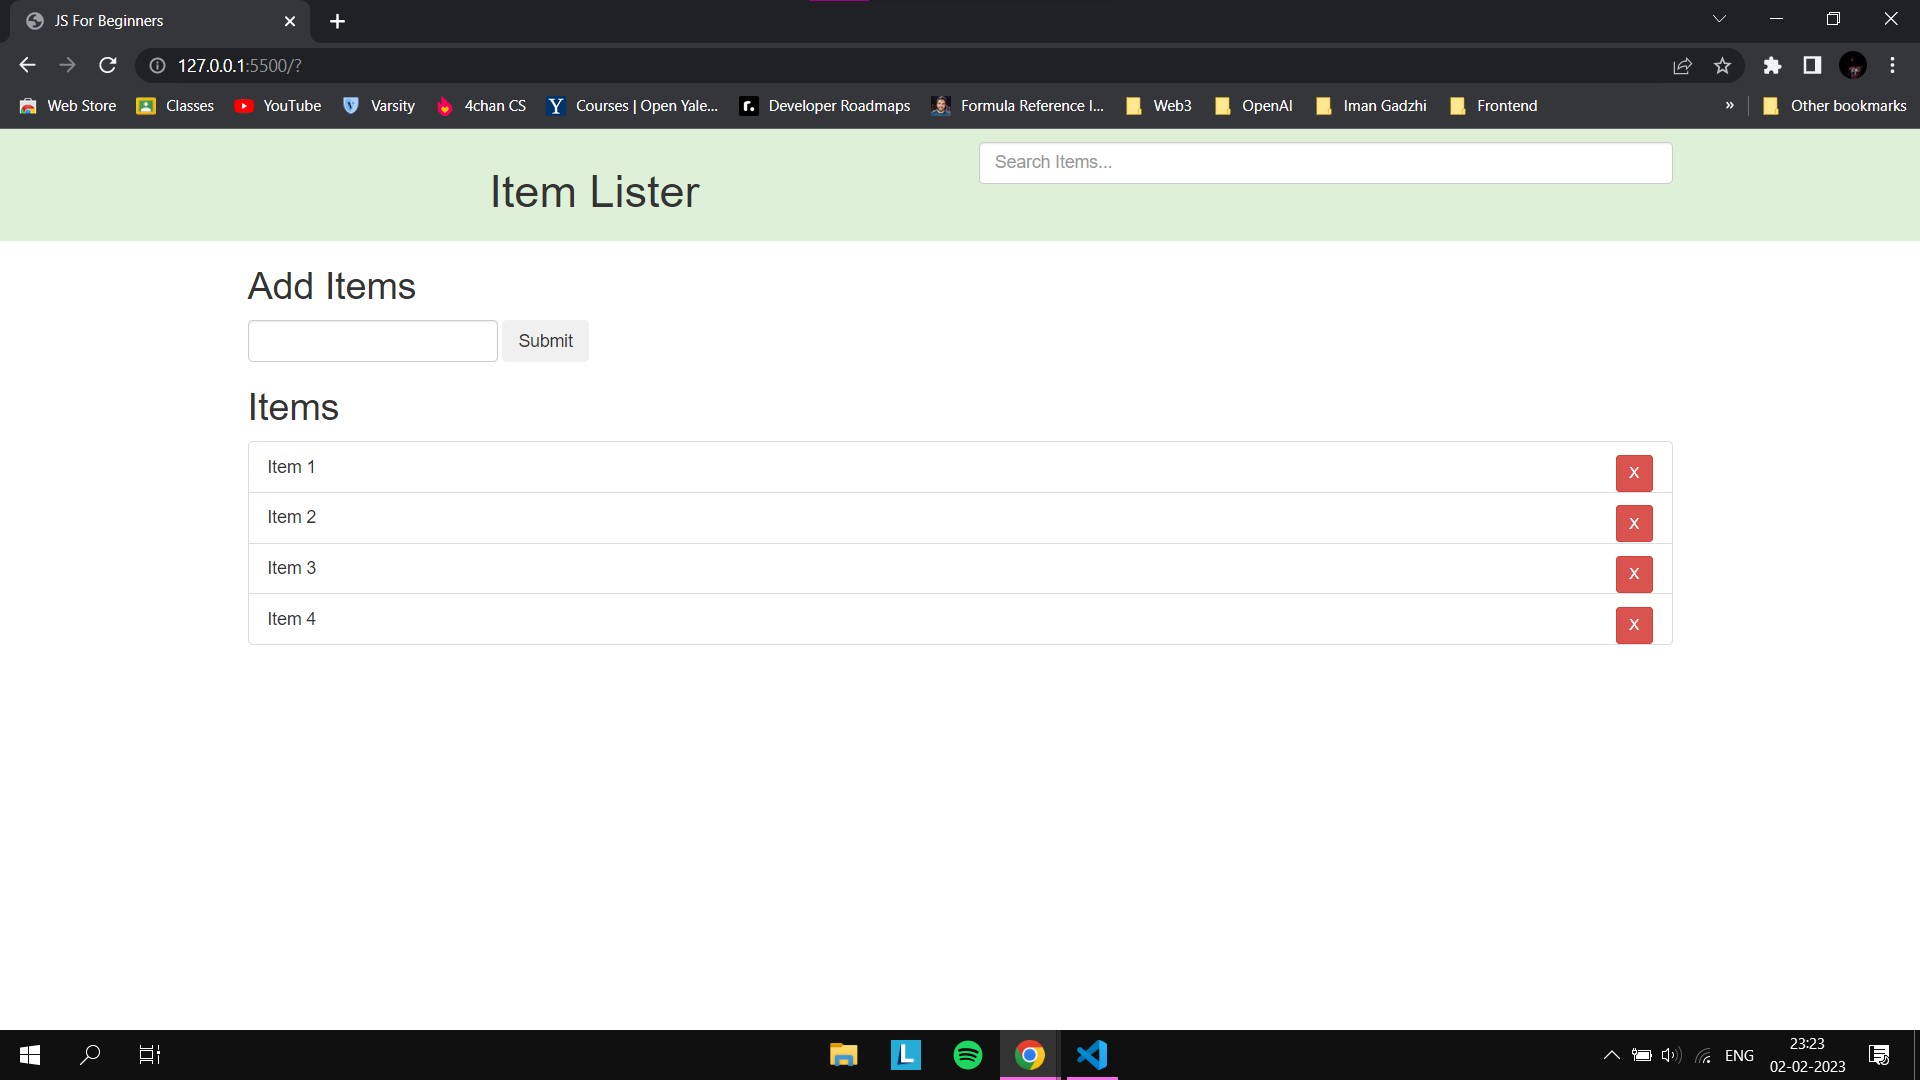 JS For Beginners
127.0.0.1:5500/?
Web Store Classes YouTube Varsity 4chan CS Courses | Open Yale... Developer Roadmaps Formula Reference I... Web3 OpenAI Iman Gadzhi Frontend » Other bookmarks
Search Items...
Item Lister
Add Items
Submit
Items
Item 1 X
Item 2 X
Item 3 X
Item 4 X
23:23
ENG
02-02-2023